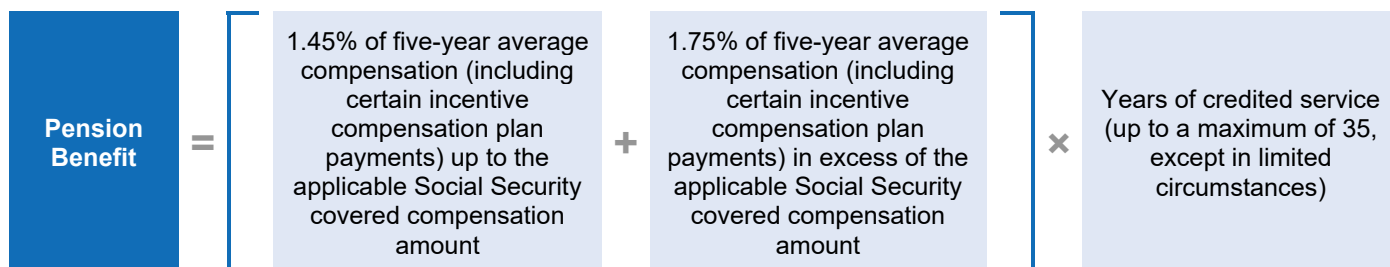 Pension
Benefit
=
1.45% of five-year average
compensation (including
certain incentive
compensation plan
payments) up to the
applicable Social Security
covered compensation
amount
+
1.75% of five-year average
compensation (including
certain incentive
compensation plan
payments) in excess of the
applicable Social Security
covered compensation
amount
×
Years of credited service
(up to a maximum of 35,
except in limited
circumstances)